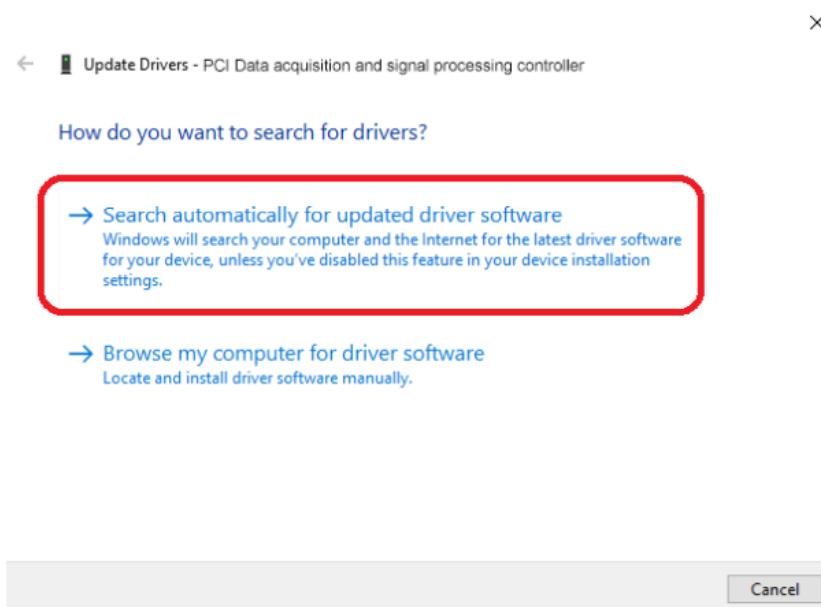 Update Drivers - PCI Data acquisition and signal processing controller
How do you want to search for drivers?
Search automatically for updated driver software
Windows will search your computer and the Internet for the latest driver software
for your device, unless you've disabled this feature in your device installation
settings.
Browse my computer for driver software
Locate and install driver software manually.
Cancel